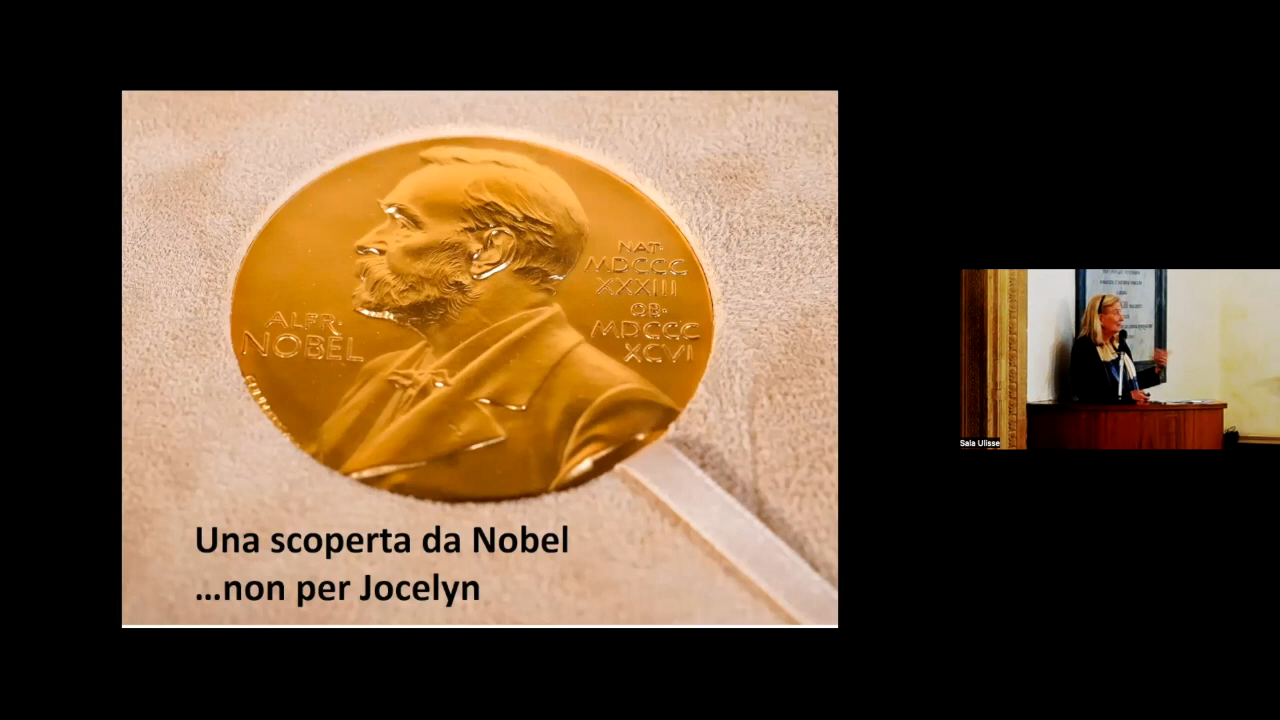 ALFR·
NOBEL
NAT·
MDCCC
XXXIII
OB·
MDCCC
XCVI
Una scoperta da Nobel
...non per Jocelyn
Sala Ulisse